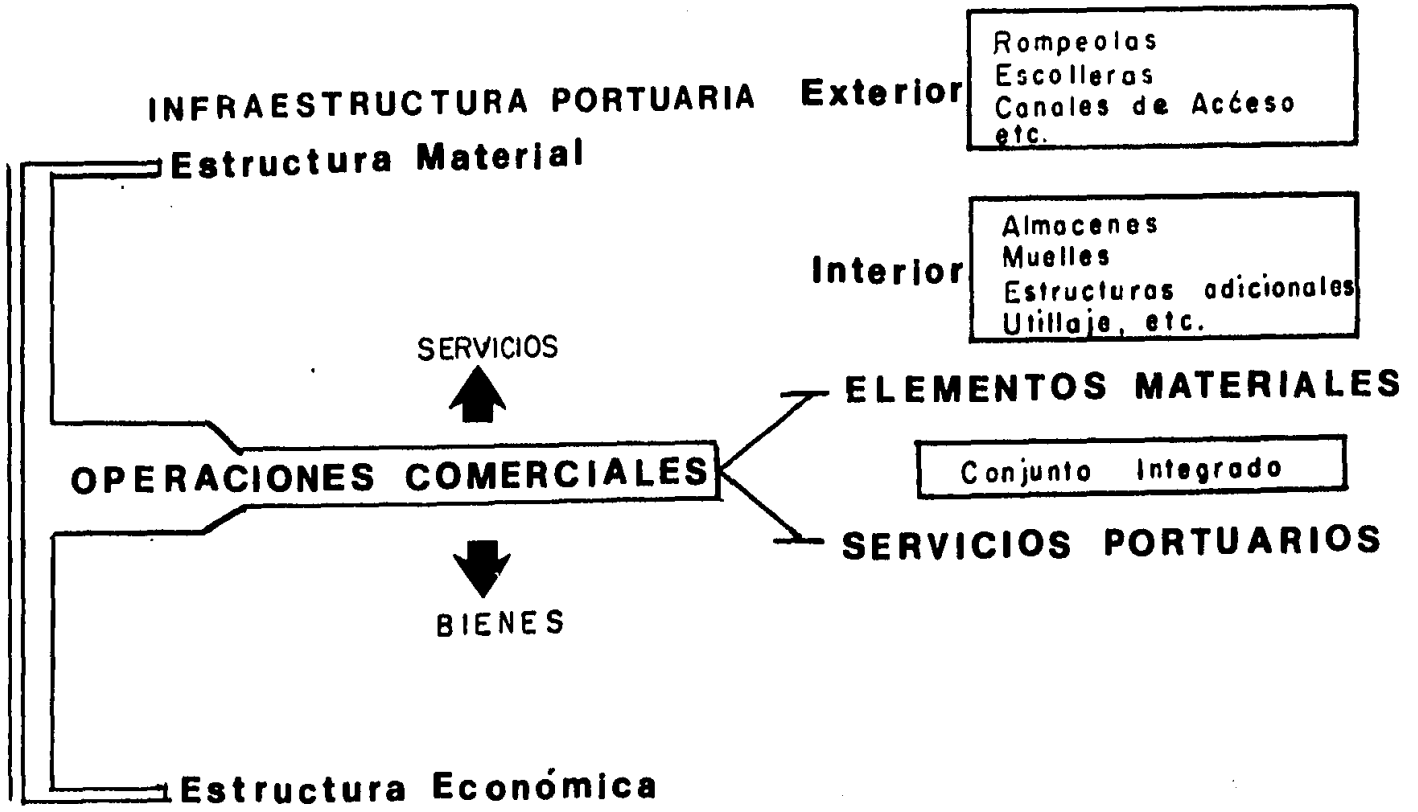 INFRAESTRUCTURA PORTUARIA
Estructura Material
Exterior
Rompeolas
Escolleras
Canales de Acceso
etc.
Interior
Almacenes
Muelles
Estructuras adicionales
Utillaje, etc.
SERVICIOS
OPERACIONES COMERCIALES
BIENES
ELEMENTOS MATERIALES
Conjunto Integrado
SERVICIOS PORTUARIOS
Estructura Económica